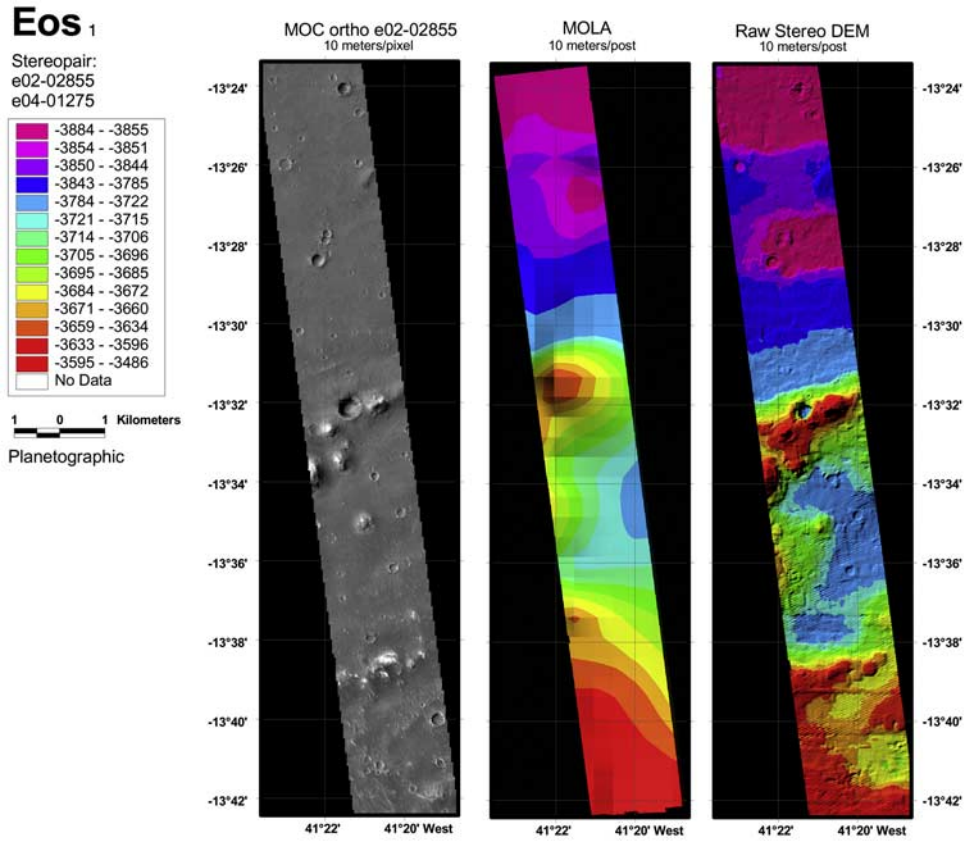 Eos 1
Stereopair:
e02-02855
e04-01275
-3884 - -3855
-3854 - -3851
-3850 - -3844
-3843 - -3785
-3784 - -3722
-3721 - -3715
-3714 - -3706
-3705 - -3696
-3695 - -3685
-3684 - -3672
-3671 - -3660
-3659 - -3634
-3633 - -3596
-3595 - -3486
No Data
1 0 1 Kilometers
Planetographic
MOC ortho e02-02855
10 meters/pixel
MOLA
10 meters/post
Raw Stereo DEM
10 meters/post
-13°24' -13°24'
-13°26' -13°26'
-13°28' -13°28'
-13°30' -13°30'
-13°32' -13°32'
-13°34' -13°34'
-13°36' -13°36'
-13°38' -13°38'
-13°40' -13°40'
-13°42' -13°42'
41°22' 41°20' West 41°22' 41°20' West 41°22' 41°20' West